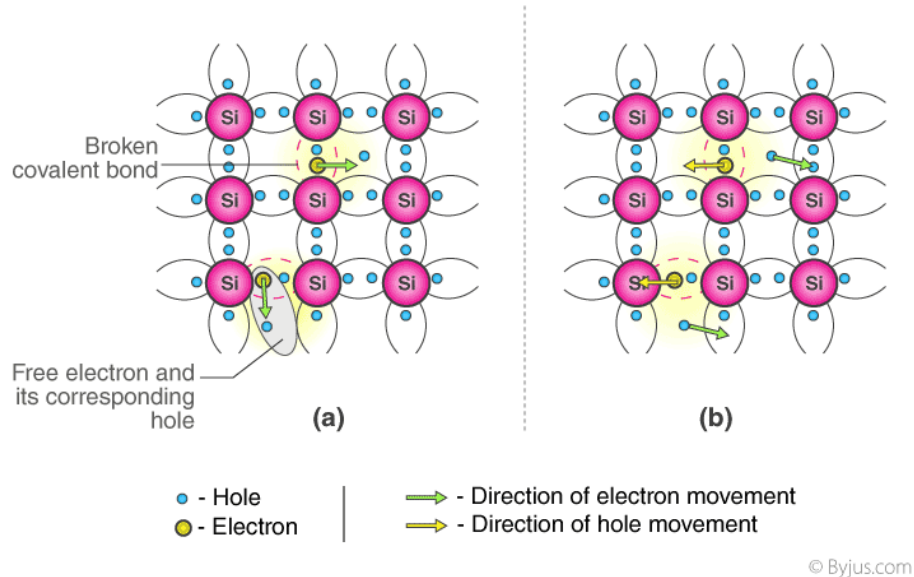 Si Si Si
Si Si Si
Broken
covalent bond
Si Si Si
Si Si Si
Si Si Si
Si Si Si
Free electron and
its corresponding
hole
(a)
(b)
- Hole
- Electron
- Direction of electron movement
- Direction of hole movement
© Byjus.com